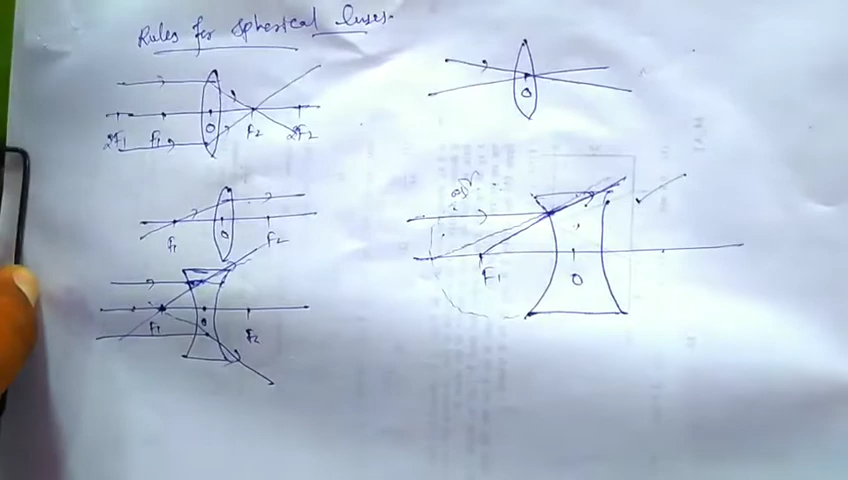 Rules for Spherical lenses.
2F1 F1 O F2 2F2
O
F1 O F2
F1 O F2
F1 O